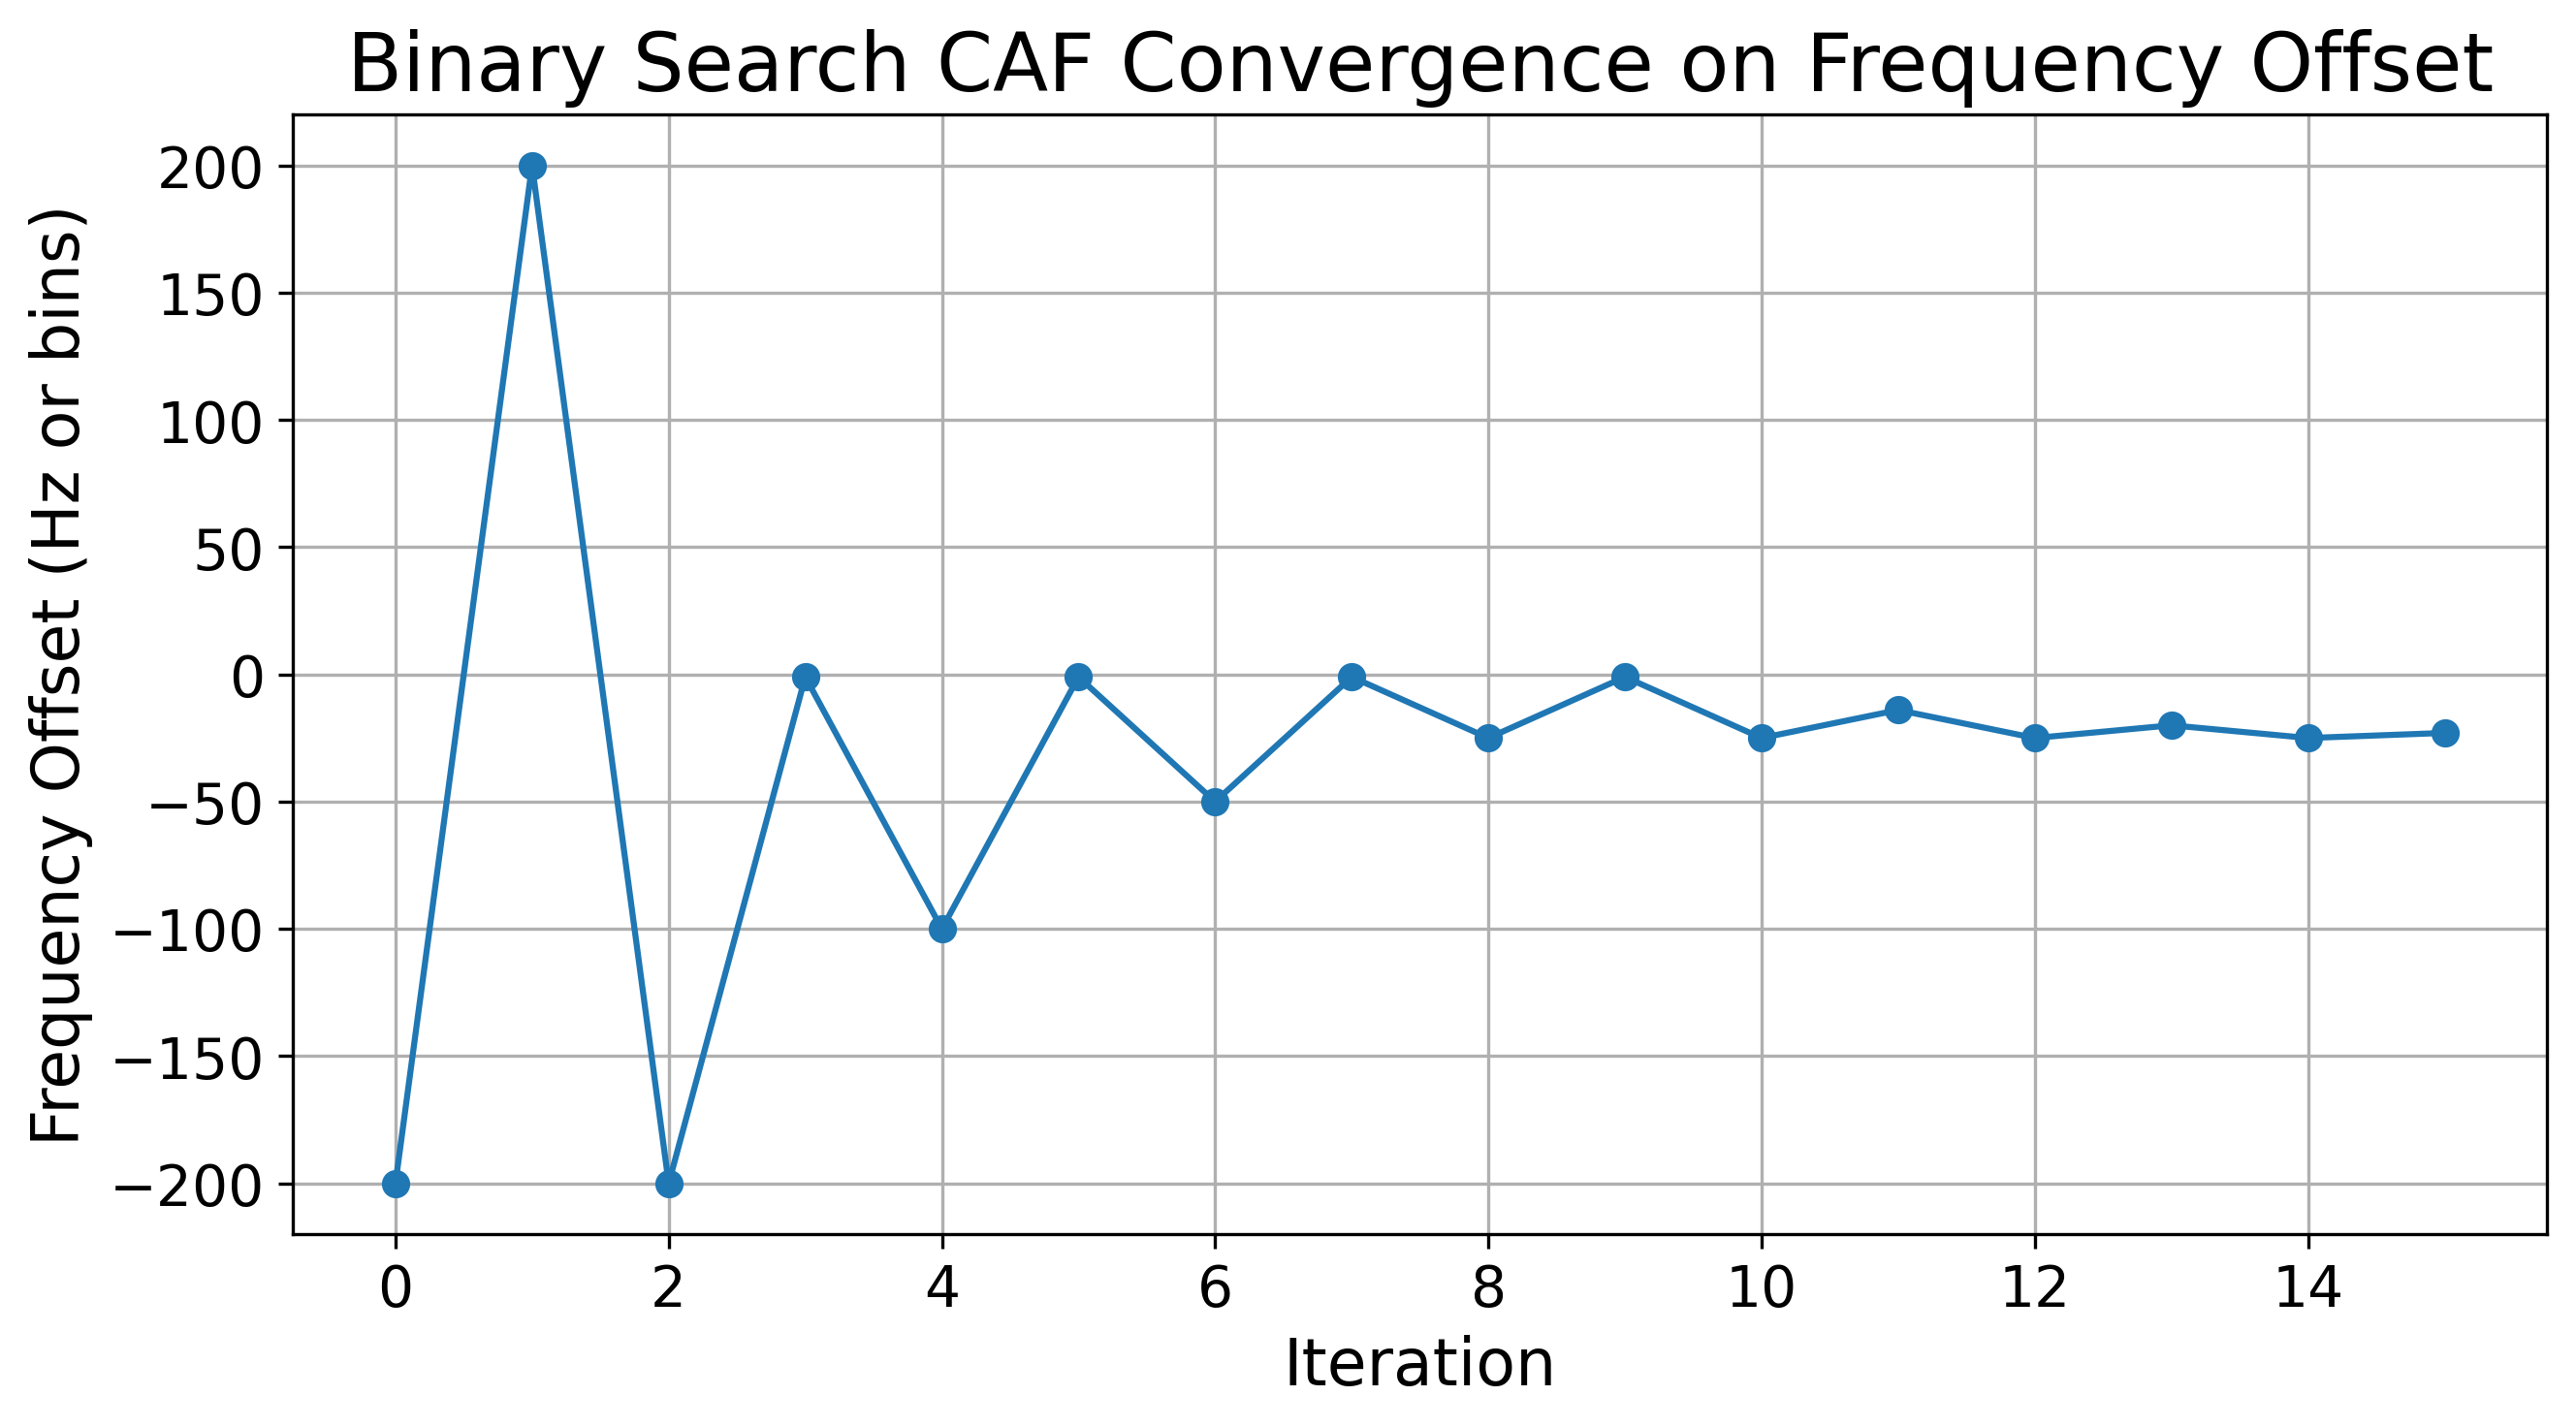 Binary Search CAF Convergence on Frequency Offset
Frequency Offset (Hz or bins)
200
150
100
50
0
−50
−100
−150
−200
0 2 4 6 8 10 12 14
Iteration